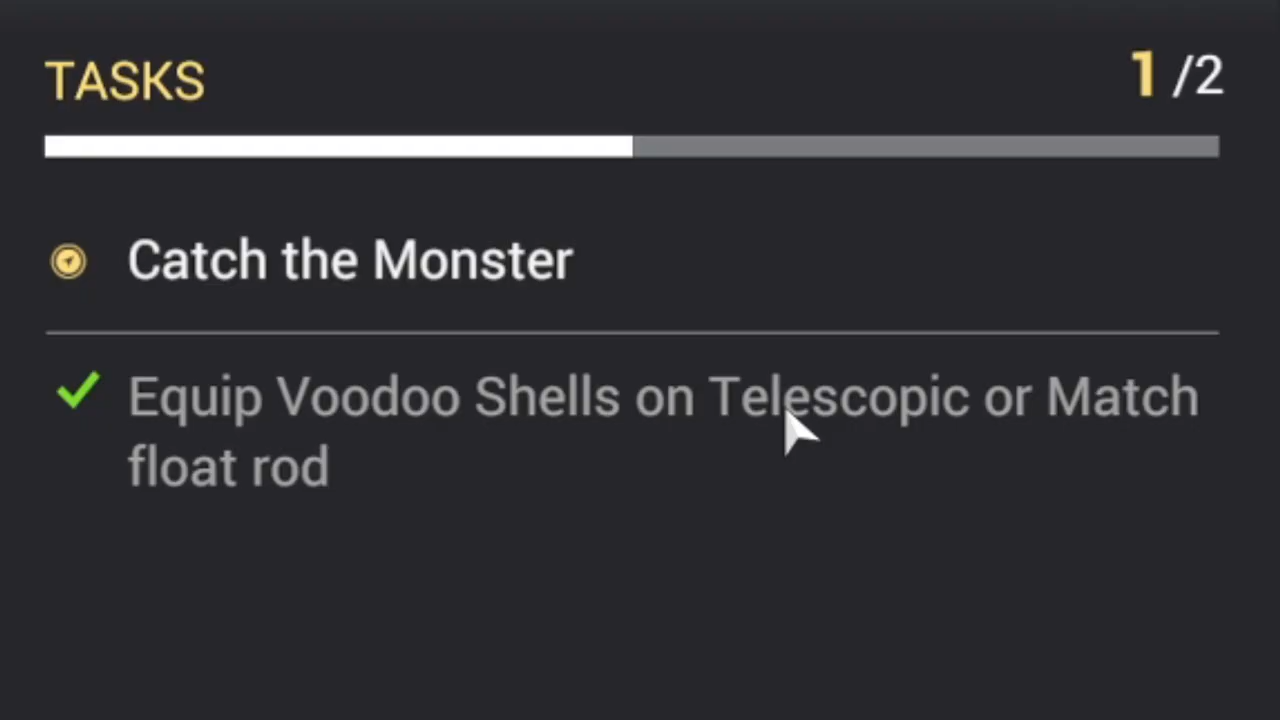 TASKS
1 /2
Catch the Monster
Equip Voodoo Shells on Telescopic or Match
float rod